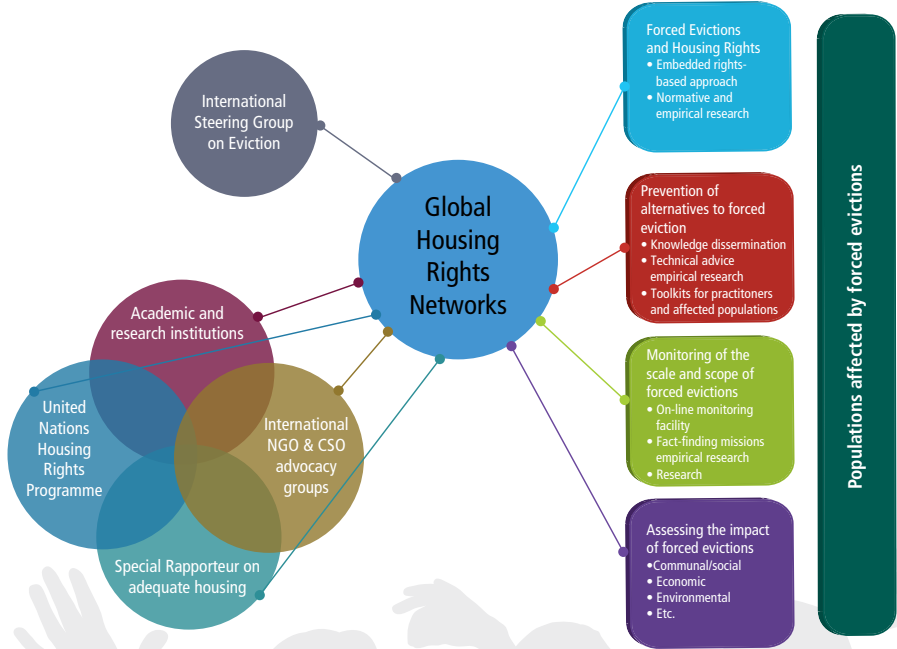 International
Steering Group
on Eviction
Global
Housing
Rights
Networks
Academic and
research institutions
United
Nations
Housing
Rights
Programme
International
NGO & CSO
advocacy
groups
Special Rapporteur on
adequate housing
Forced Evictions
and Housing Rights
• Embedded rights-
based approach
• Normative and
empirical research
Prevention of
alternatives to forced
eviction
• Knowledge dissemination
• Technical advice
empirical research
• Toolkits for practitoners
and affected populations
Monitoring of the
scale and scope of
forced evictions
• On-line monitoring
facility
• Fact-finding missions
empirical research
• Research
Assessing the impact
of forced evictions
•Communal/social
• Economic
• Environmental
• Etc.
Populations affected by forced evictions